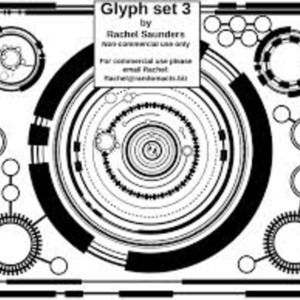 Glyph set 3
by
Rachel Saunders
Non-commercial use only
For commercial use please
email Rachel:
Rachel@randomacts.biz